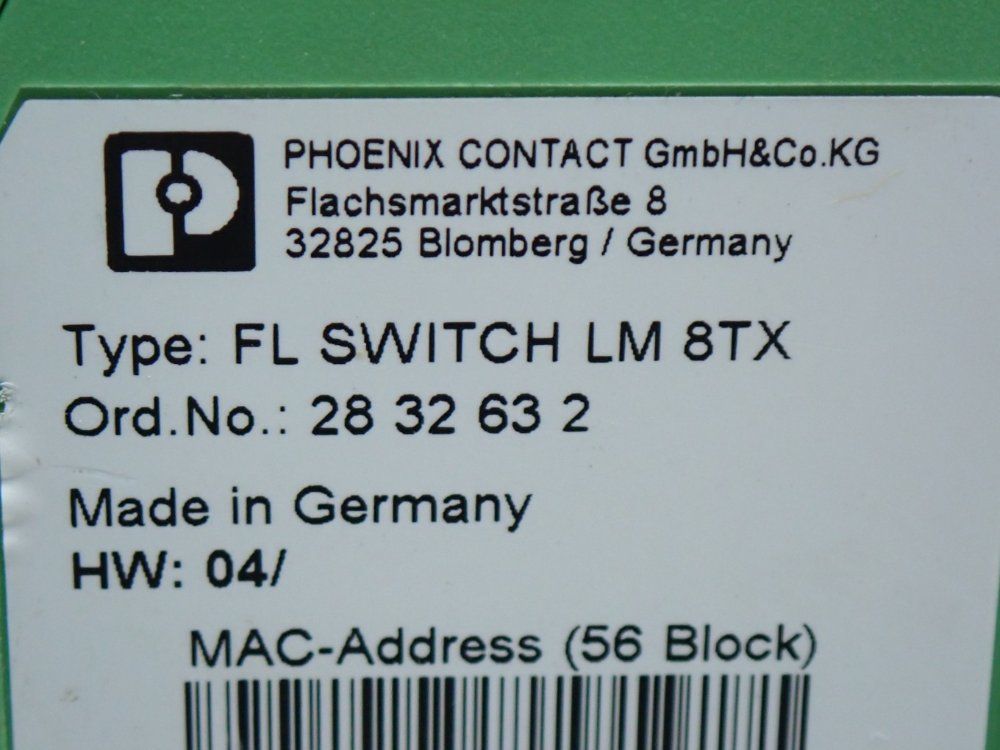 PHOENIX CONTACT GmbH&Co.KG
Flachsmarktstraße 8
32825 Blomberg / Germany
Type: FL SWITCH LM 8TX
Ord.No.: 28 32 63 2
Made in Germany
HW: 04/
MAC-Address (56 Block)